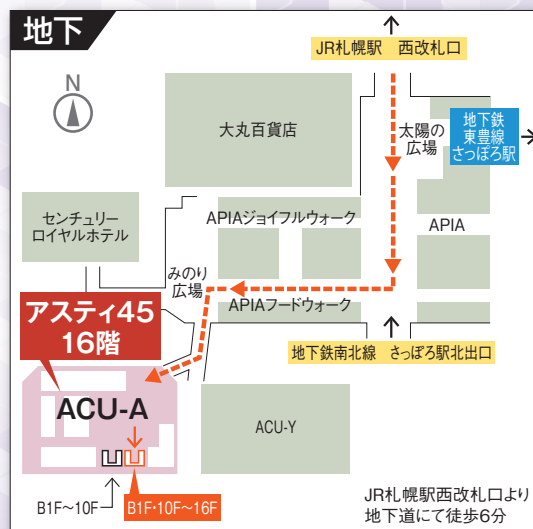 地下
JR札幌駅　西改札口
N
大丸百貨店
太陽の
広場
地下鉄
東豊線
さっぽろ駅
センチュリー
ロイヤルホテル
APIAジョイフルウォーク
APIA
みのり
広場
APIAフードウォーク
アスティ45
16階
地下鉄南北線　さっぽろ駅北出口
ACU-A
ACU-Y
B1F〜10F
B1F・10F〜16F
JR札幌駅西改札口より
地下道にて徒歩6分